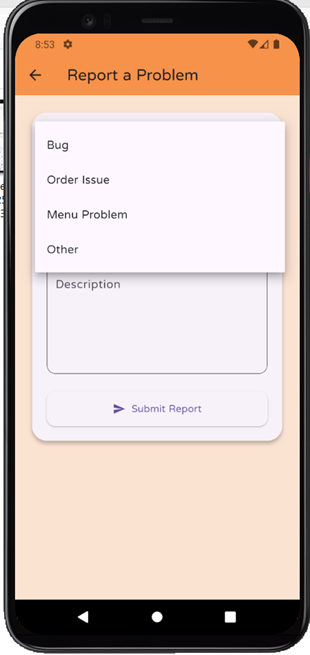 8:53
Report a Problem
Bug
Order Issue
Menu Problem
Other
Description
Submit Report